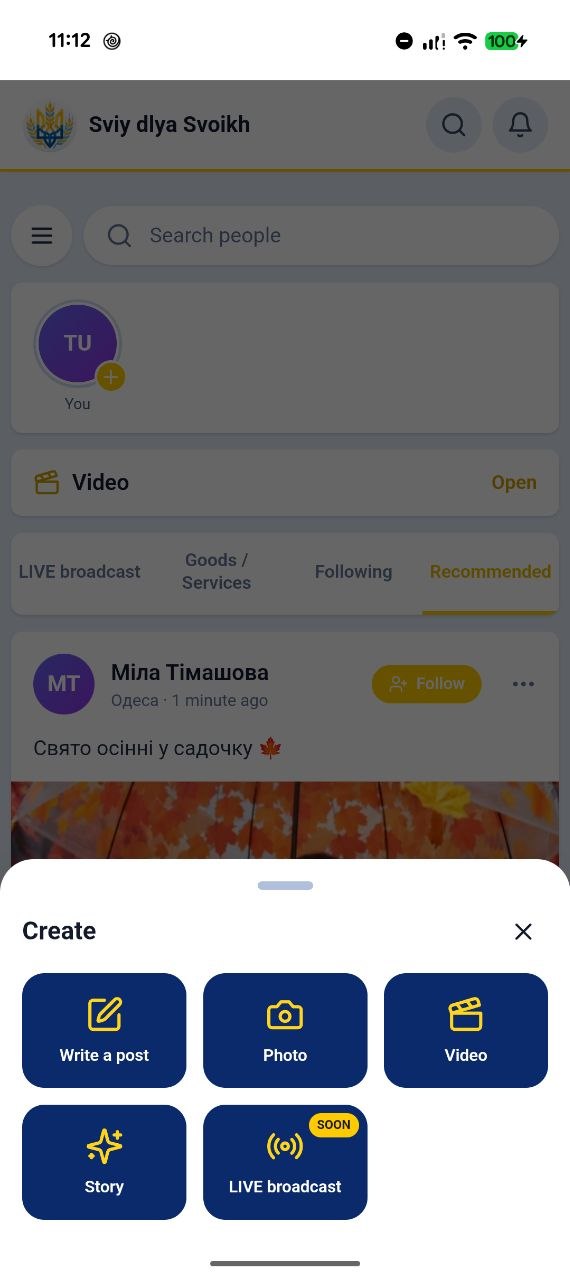 11:12
100
Sviy dlya Svoikh
Search people
TU
You
Video
Open
LIVE broadcast
Goods /
Services
Following
Recommended
MT
Міла Тімашова
Follow
Одеса · 1 minute ago
Свято осінні у садочку 🍁
Create
Write a post
Photo
Video
Story
SOON
LIVE broadcast